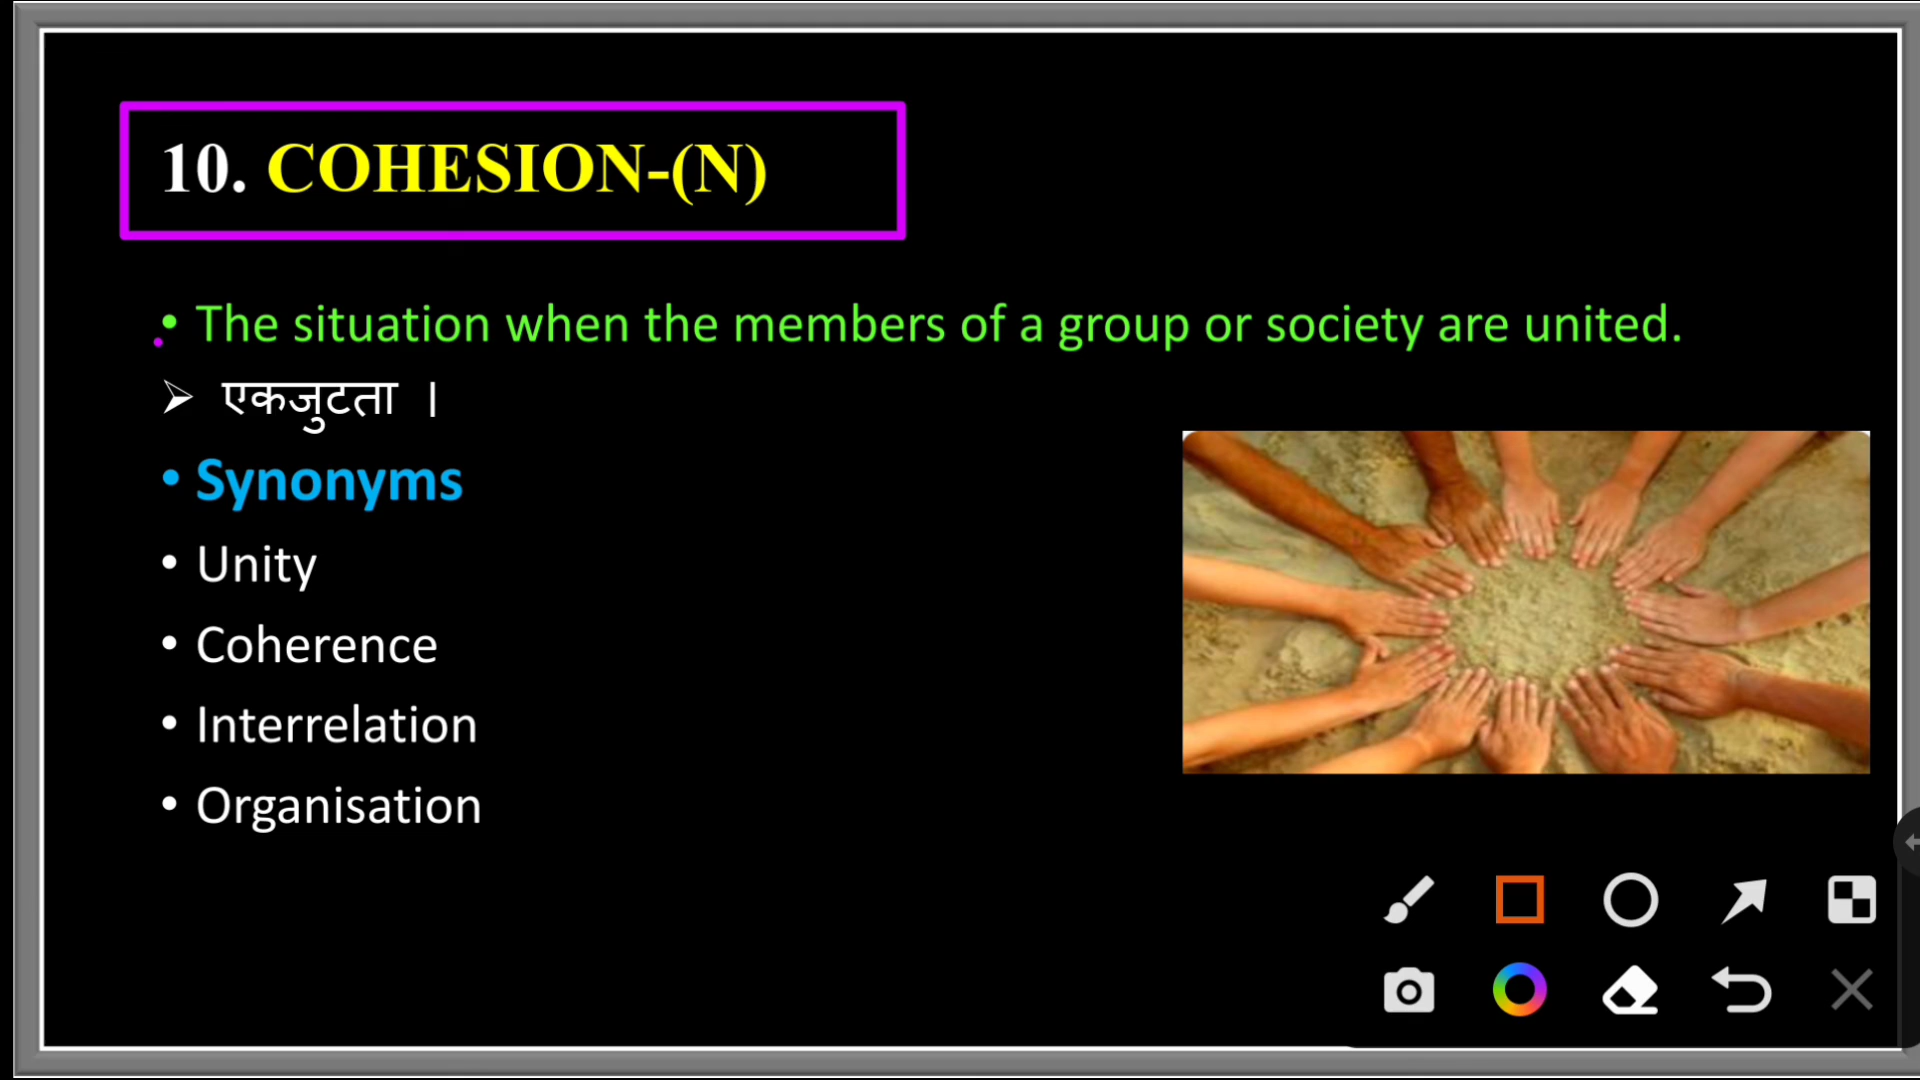 10. COHESION-(N)
• The situation when the members of a group or society are united.
➢ एकजुटता ।
• Synonyms
• Unity
• Coherence
• Interrelation
• Organisation